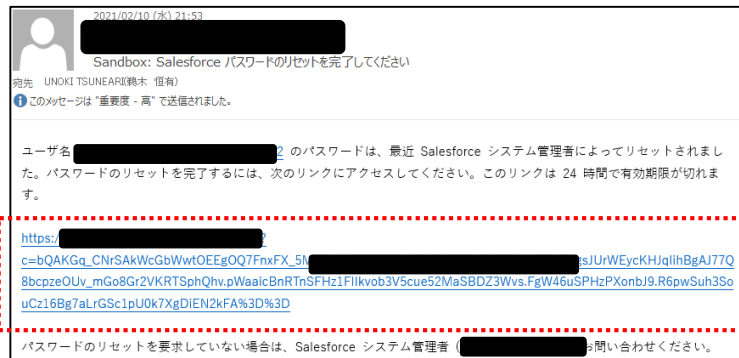 2021/02/10 (水) 21:53
Sandbox: Salesforce パスワードのリセットを完了してください
宛先 UNOKI TSUNEARI(鵜木 恒有)
このメッセージは "重要度 - 高" で送信されました。
ユーザ名 2 のパスワードは、最近 Salesforce システム管理者によってリセットされまし
た。パスワードのリセットを完了するには、次のリンクにアクセスしてください。このリンクは 24 時間で有効期限が切れま
す。
https:/ ?
c=bQAKGq_CNrSAkWcGbWwtOEEgOQ7FnxFX_5M gsJUrWEycKHJqlihBgAJ77Q
8bcpzeOUv_mGo8Gr2VKRTSphQhv.pWaaicBnRTnSFHz1FlIkvob3V5cue52MaSBDZ3Wvs.FgW46uSPHzPXonbJ9.R6pwSuh3So
uCz16Bg7aLrGSc1pU0k7XgDiEN2kFA%3D%3D
パスワードのリセットを要求していない場合は、Salesforce システム管理者 ( お問い合わせください。